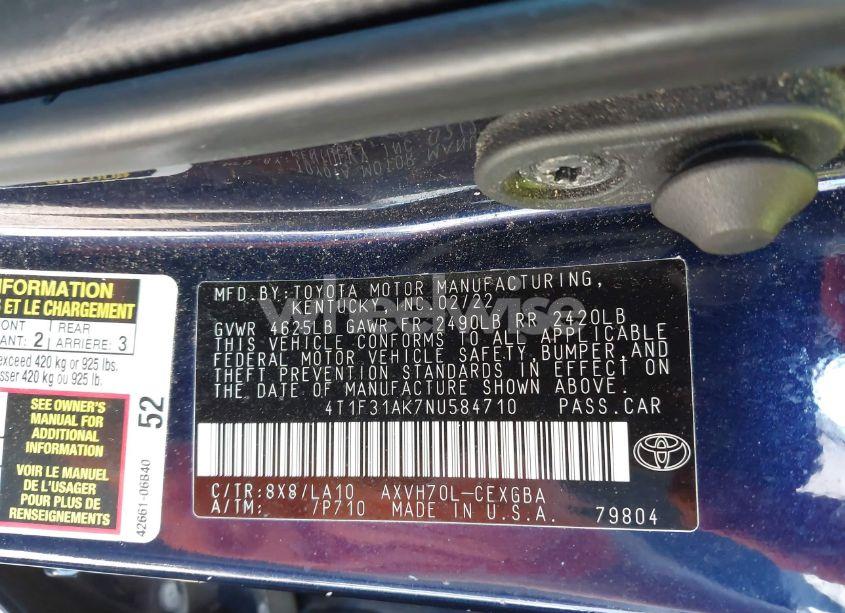 INFORMATION
S ET LE CHARGEMENT
ANT: 2 REAR ARRIERE: 3
exceed 420 kg or 925 lbs.
sser 420 kg ou 925 lb.
SEE OWNER'S
MANUAL FOR
ADDITIONAL
INFORMATION
VOIR LE MANUEL
DE L'USAGER
POUR PLUS DE
RENSEIGNEMENTS
52
42661-06B40
MFD.BY:TOYOTA MOTOR MANUFACTURING,
KENTUCKY, INC. 02/22
GVWR 4625LB GAWR FR 2490LB RR 2420LB
THIS VEHICLE CONFORMS TO ALL APPLICABLE
FEDERAL MOTOR VEHICLE SAFETY, BUMPER, AND
THEFT PREVENTION STANDARDS IN EFFECT ON
THE DATE OF MANUFACTURE SHOWN ABOVE.
4T1F31AK7NU584710 PASS.CAR
C/TR:8X8/LA10 AXVH70L-CEXGBA
A/TM: /P710 MADE IN U.S.A. 79804
TOYOTA